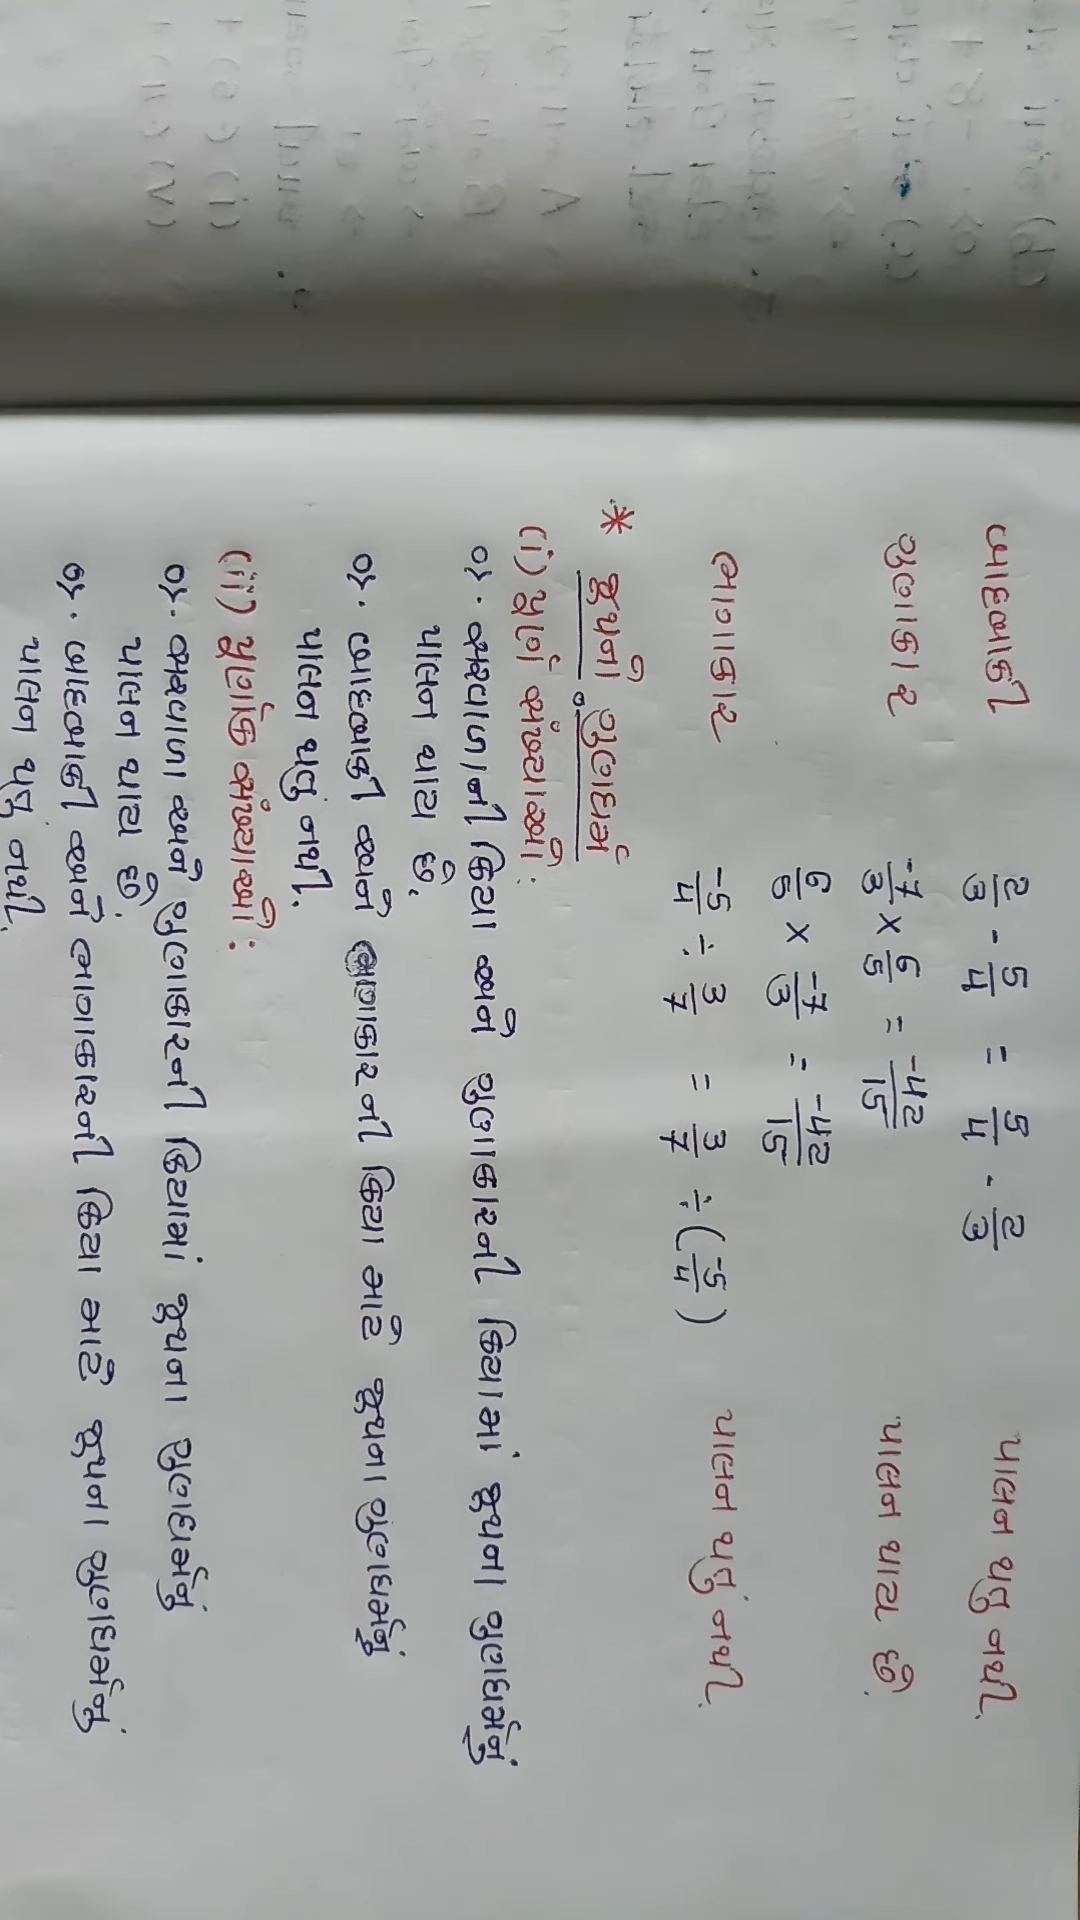 બાદબાકી 2/3 - 5/4 = 5/4 - 2/3 પાલન થતું નથી.
ગુણાકાર -7/3 × 6/5 = -42/15 પાલન થાય છે.
6/5 × -7/3 = -42/15
ભાગાકાર -5/4 ÷ 3/7 = 3/7 ÷ (-5/4) પાલન થતું નથી.
* જૂથનો ગુણધર્મ
(i) પૂર્ણ સંખ્યાઓ:
જ. સરવાળાની ક્રિયા અને ગુણાકારની ક્રિયામાં જૂથના ગુણધર્મનું
પાલન થાય છે.
જ. બાદબાકી અને ભાગાકારની ક્રિયા માટે જૂથના ગુણધર્મનું
પાલન થતું નથી.
(ii) પૂર્ણાંક સંખ્યાઓ:
જ. સરવાળા અને ગુણાકારની ક્રિયામાં જૂથના ગુણધર્મનું
પાલન થાય છે.
જ. બાદબાકી અને ભાગાકારની ક્રિયા માટે જૂથના ગુણધર્મનું
પાલન થતું નથી.